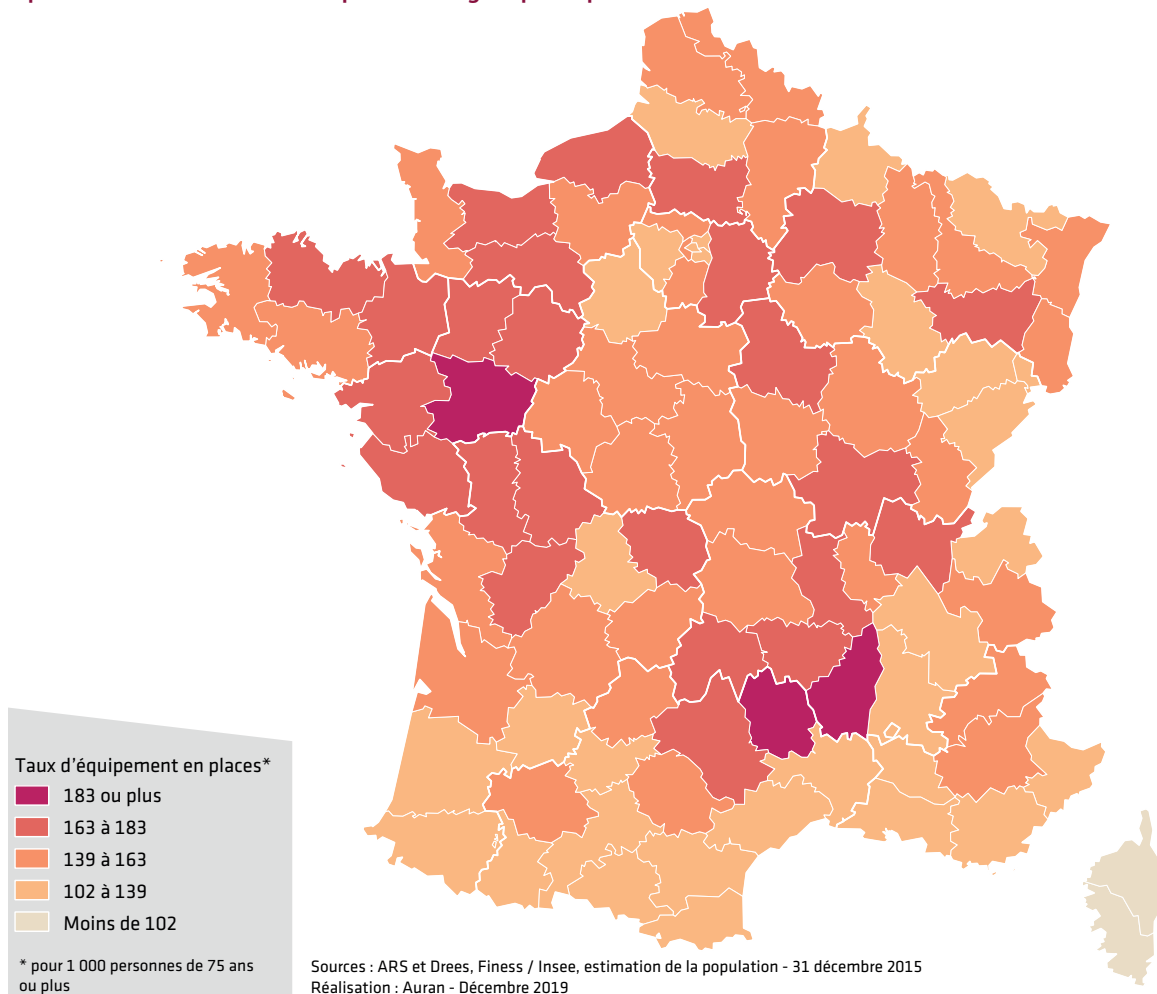 Taux d'équipement en places*
183 ou plus
163 à 183
139 à 163
102 à 139
Moins de 102
* pour 1 000 personnes de 75 ans
ou plus
Sources : ARS et Drees, Finess / Insee, estimation de la population - 31 décembre 2015
Réalisation : Auran - Décembre 2019